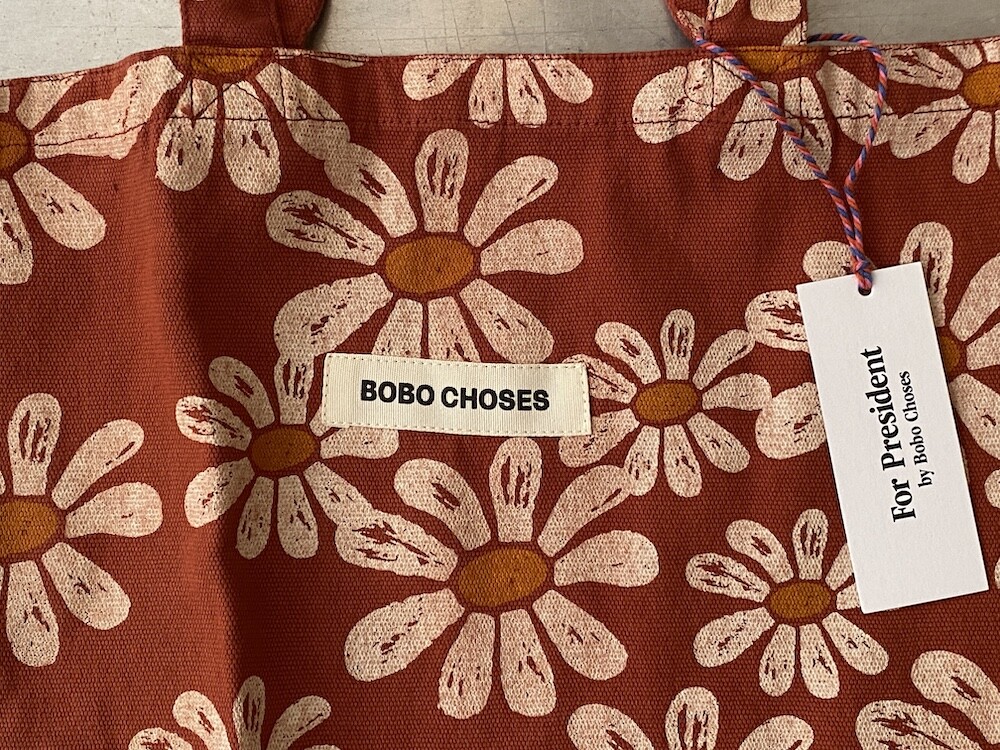 BOBO CHOSES
For President
by Bobo Choses